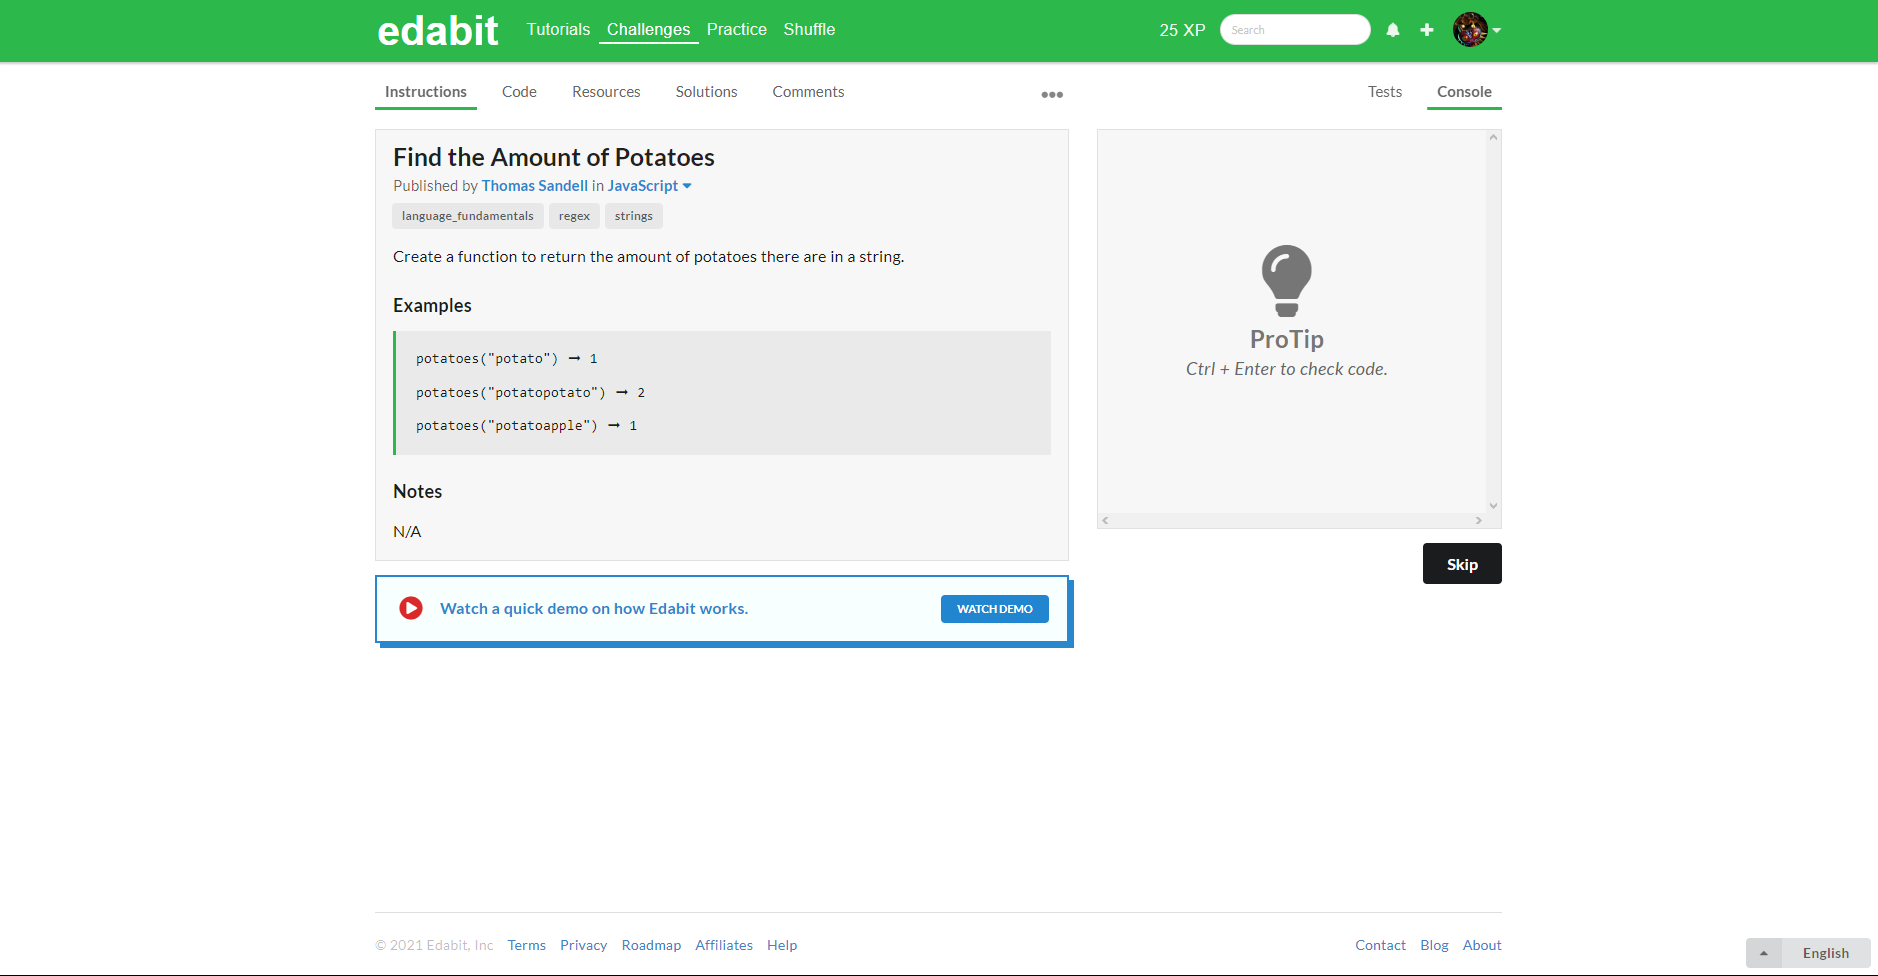 edabit Tutorials Challenges Practice Shuffle 25 XP Search
Instructions Code Resources Solutions Comments Tests Console
Find the Amount of Potatoes
Published by Thomas Sandell in JavaScript
language_fundamentals regex strings
Create a function to return the amount of potatoes there are in a string.
Examples
potatoes("potato") ➞ 1
potatoes("potatopotato") ➞ 2
potatoes("potatoapple") ➞ 1
Notes
N/A
ProTip
Ctrl + Enter to check code.
Skip
Watch a quick demo on how Edabit works. WATCH DEMO
© 2021 Edabit, Inc Terms Privacy Roadmap Affiliates Help Contact Blog About
English